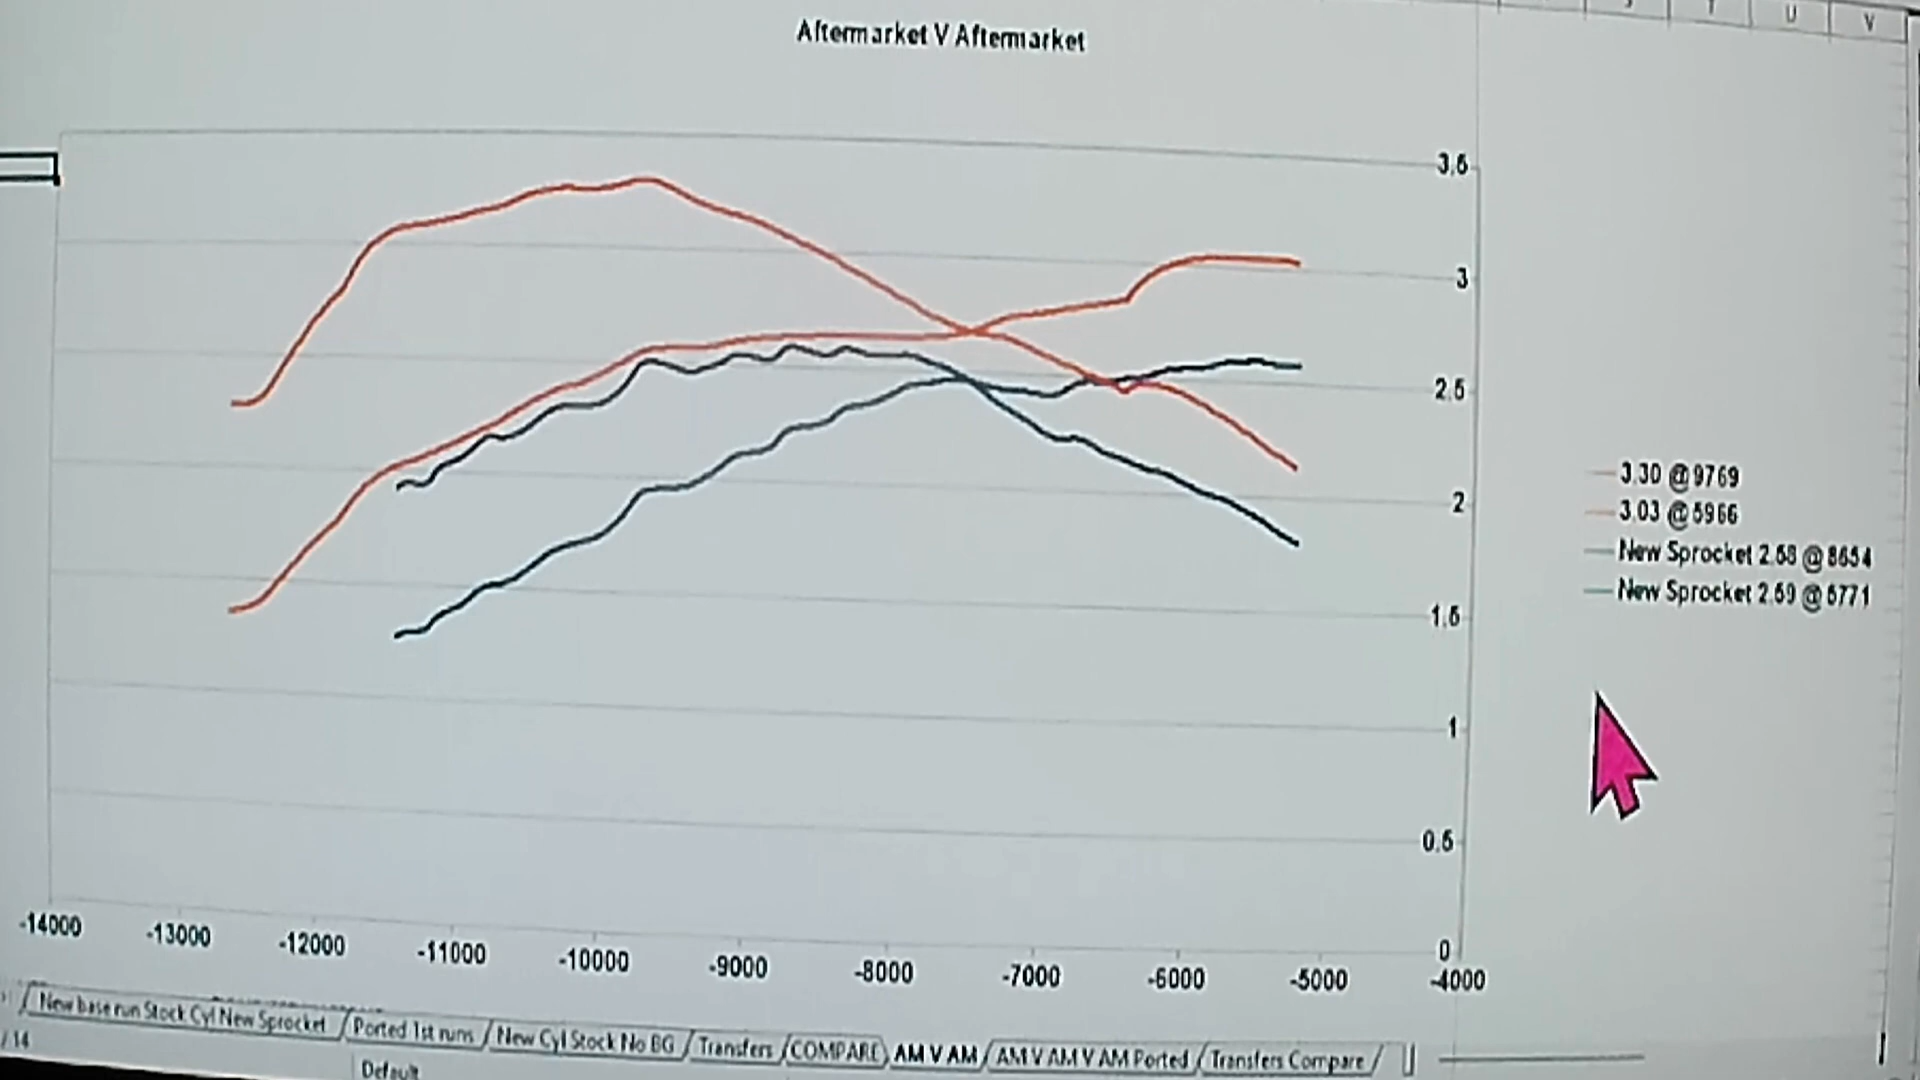 U V
Aftermarket V Aftermarket
3.5
3
2.5
2
1.5
1
0.5
0
3.30 @ 9769
3.03 @ 5966
New Sprocket 2.58 @ 8654
New Sprocket 2.59 @ 5771
-14000 -13000 -12000 -11000 -10000 -9000 -8000 -7000 -6000 -5000 -4000
New base run Stock Cyl New Sprocket Ported 1st runs New Cyl Stock No BG Transfers COMPARE AM V AM AM V AM V AM Ported Transfers Compare
/ 14
Default